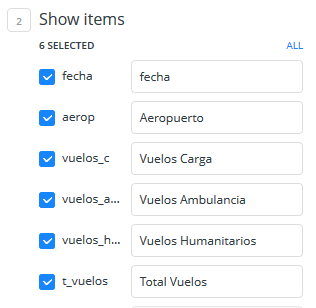 2 Show items
6 SELECTED ALL
fecha fecha
aerop Aeropuerto
vuelos_c Vuelos Carga
vuelos_a... Vuelos Ambulancia
vuelos_h... Vuelos Humanitarios
t_vuelos Total Vuelos